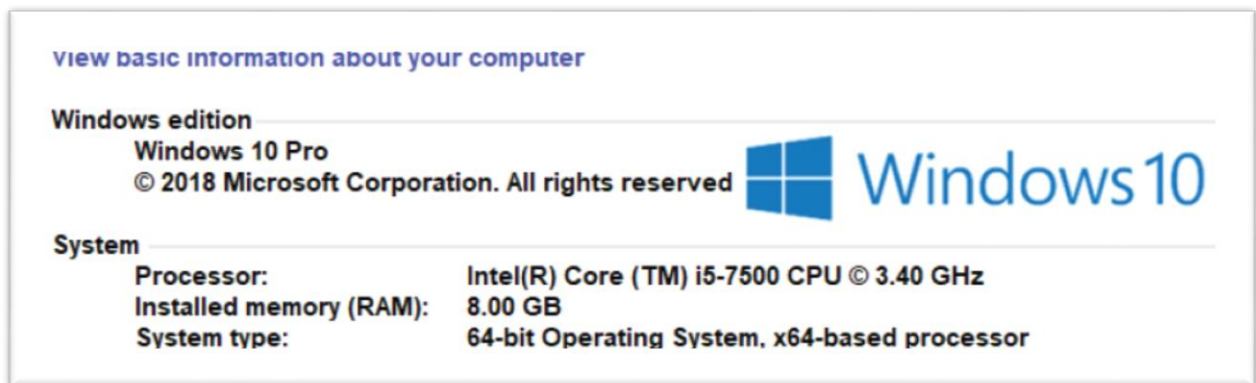 View basic information about your computer
Windows edition
Windows 10 Pro
© 2018 Microsoft Corporation. All rights reserved
Windows 10
System
Processor: Intel(R) Core (TM) i5-7500 CPU © 3.40 GHz
Installed memory (RAM): 8.00 GB
System type: 64-bit Operating System, x64-based processor